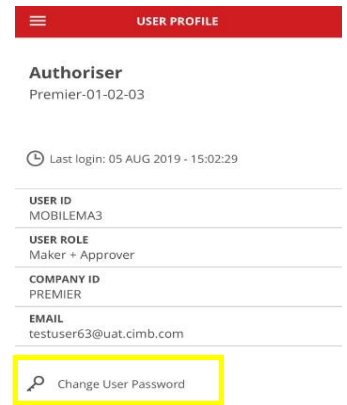 USER PROFILE
Authoriser
Premier-01-02-03
Last login: 05 AUG 2019 - 15:02:29
USER ID
MOBILEMA3
USER ROLE
Maker + Approver
COMPANY ID
PREMIER
EMAIL
testuser63@uat.cimb.com
Change User Password